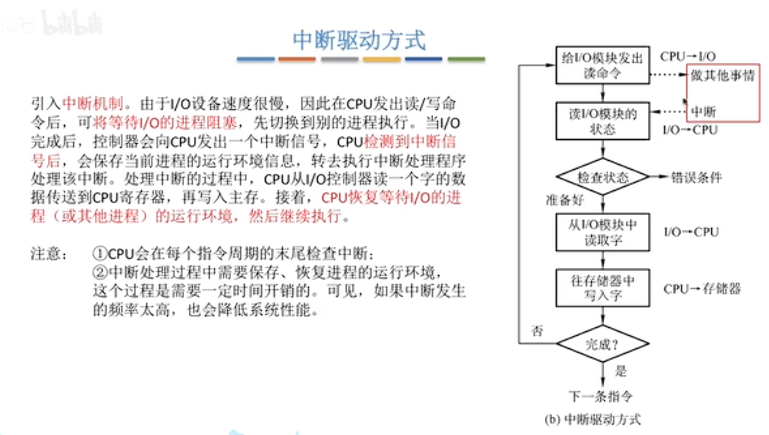 中断驱动方式
引入中断机制。由于I/O设备速度很慢，因此在CPU发出读/写命
令后，可将等待I/O的进程阻塞，先切换到别的进程执行。当I/O
完成后，控制器会向CPU发出一个中断信号，CPU检测到中断信
号后，会保存当前进程的运行环境信息，转去执行中断处理程序
处理该中断。处理中断的过程中，CPU从I/O控制器读一个字的数
据传送到CPU寄存器，再写入主存。接着，CPU恢复等待I/O的进
程（或其他进程）的运行环境，然后继续执行。
注意： ①CPU会在每个指令周期的末尾检查中断；
②中断处理过程中需要保存、恢复进程的运行环境，
这个过程是需要一定时间开销的。可见，如果中断发生
的频率太高，也会降低系统性能。
给I/O模块发出
读命令
CPU→I/O
做其他事情
读I/O模块的
状态
中断
I/O→CPU
检查状态
错误条件
准备好
从I/O模块中
读取字
I/O→CPU
往存储器中
写入字
CPU→存储器
否
完成？
是
下一条指令
(b) 中断驱动方式